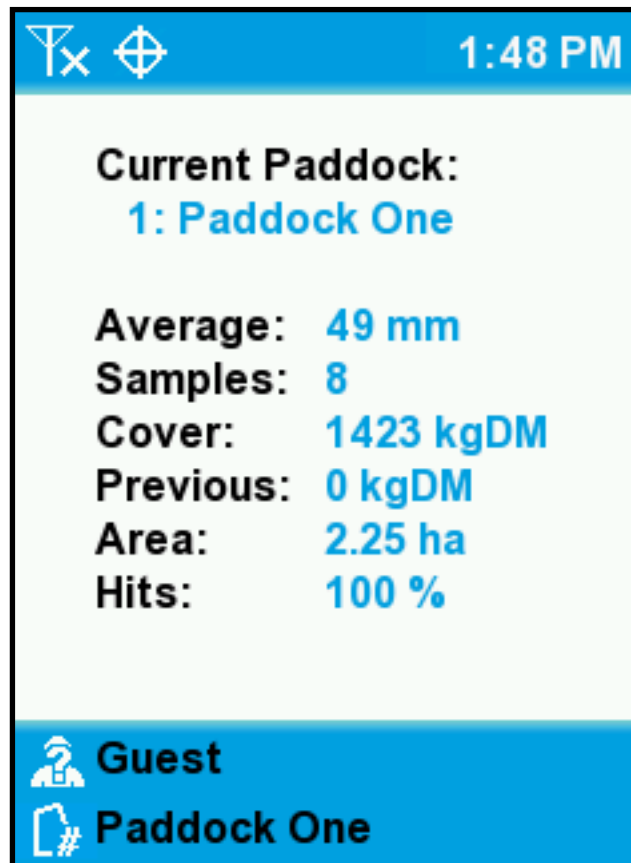 1:48 PM
Current Paddock:
1: Paddock One
Average: 49 mm
Samples: 8
Cover: 1423 kgDM
Previous: 0 kgDM
Area: 2.25 ha
Hits: 100 %
Guest
Paddock One